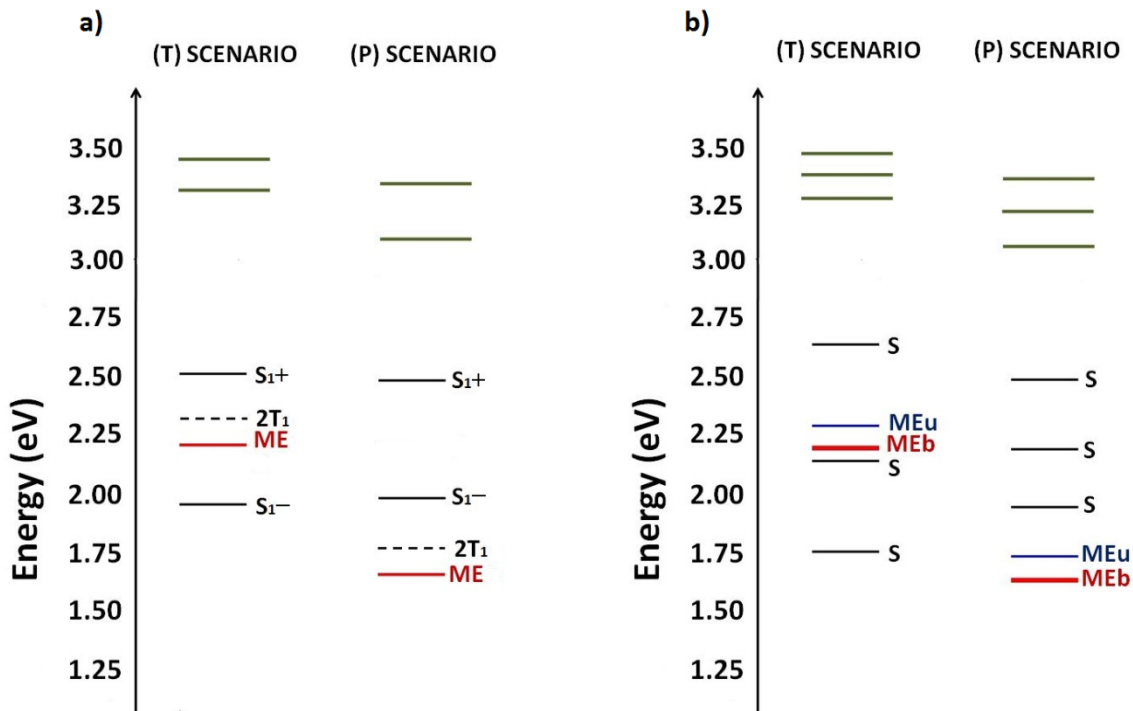 a)
(T) SCENARIO (P) SCENARIO
Energy (eV)
3.50
3.25
3.00
2.75
2.50
2.25
2.00
1.75
1.50
1.25
S₁+
2T₁
ME
S₁−
S₁+
S₁−
2T₁
ME
b)
(T) SCENARIO (P) SCENARIO
Energy (eV)
3.50
3.25
3.00
2.75
2.50
2.25
2.00
1.75
1.50
1.25
S
MEu
MEb
S
S
S
S
S
MEu
MEb